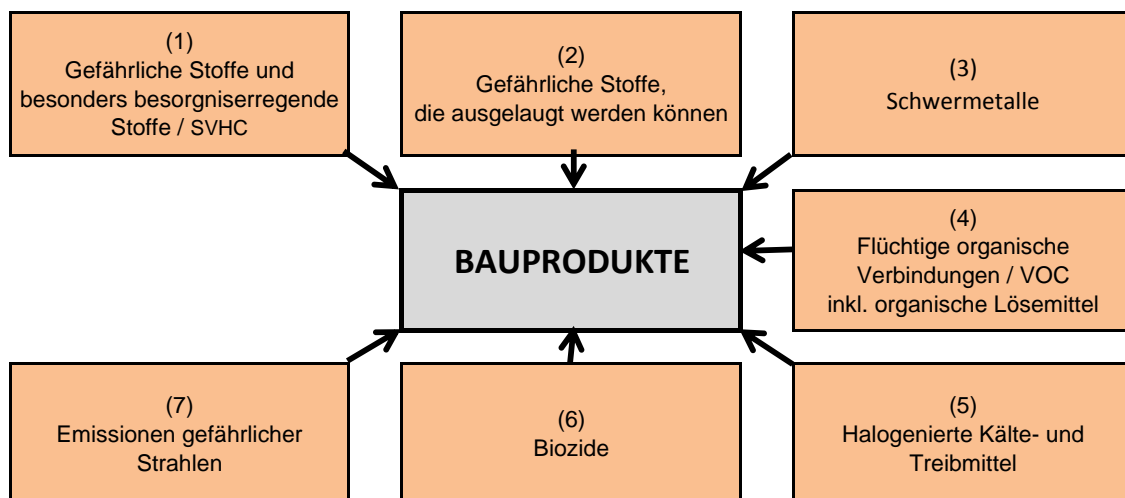 (1)
Gefährliche Stoffe und
besonders besorgniserregende
Stoffe / SVHC
(2)
Gefährliche Stoffe,
die ausgelaugt werden können
(3)
Schwermetalle
BAUPRODUKTE
(4)
Flüchtige organische
Verbindungen / VOC
inkl. organische Lösemittel
(7)
Emissionen gefährlicher
Strahlen
(6)
Biozide
(5)
Halogenierte Kälte- und
Treibmittel